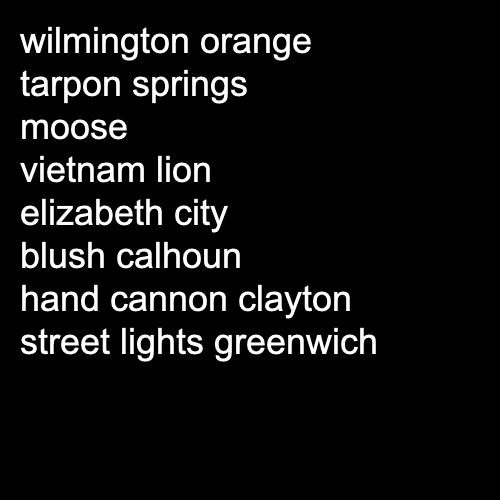 wilmington orange
tarpon springs
moose
vietnam lion
elizabeth city
blush calhoun
hand cannon clayton
street lights greenwich